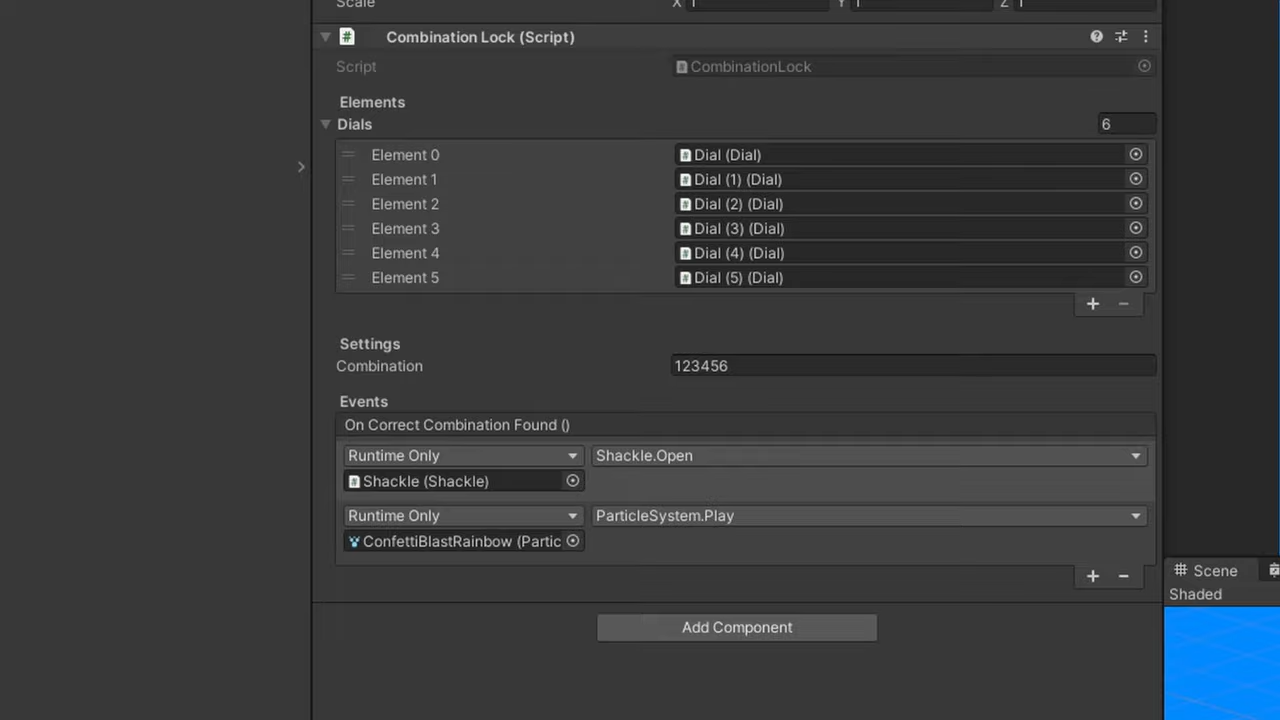 Scale X 1 Y 1 Z 1
Combination Lock (Script)
Script CombinationLock
Elements
Dials 6
Element 0 Dial (Dial)
Element 1 Dial (1) (Dial)
Element 2 Dial (2) (Dial)
Element 3 Dial (3) (Dial)
Element 4 Dial (4) (Dial)
Element 5 Dial (5) (Dial)
Settings
Combination 123456
Events
On Correct Combination Found ()
Runtime Only Shackle.Open
Shackle (Shackle)
Runtime Only ParticleSystem.Play
ConfettiBlastRainbow (Partic
Add Component
Scene
Shaded